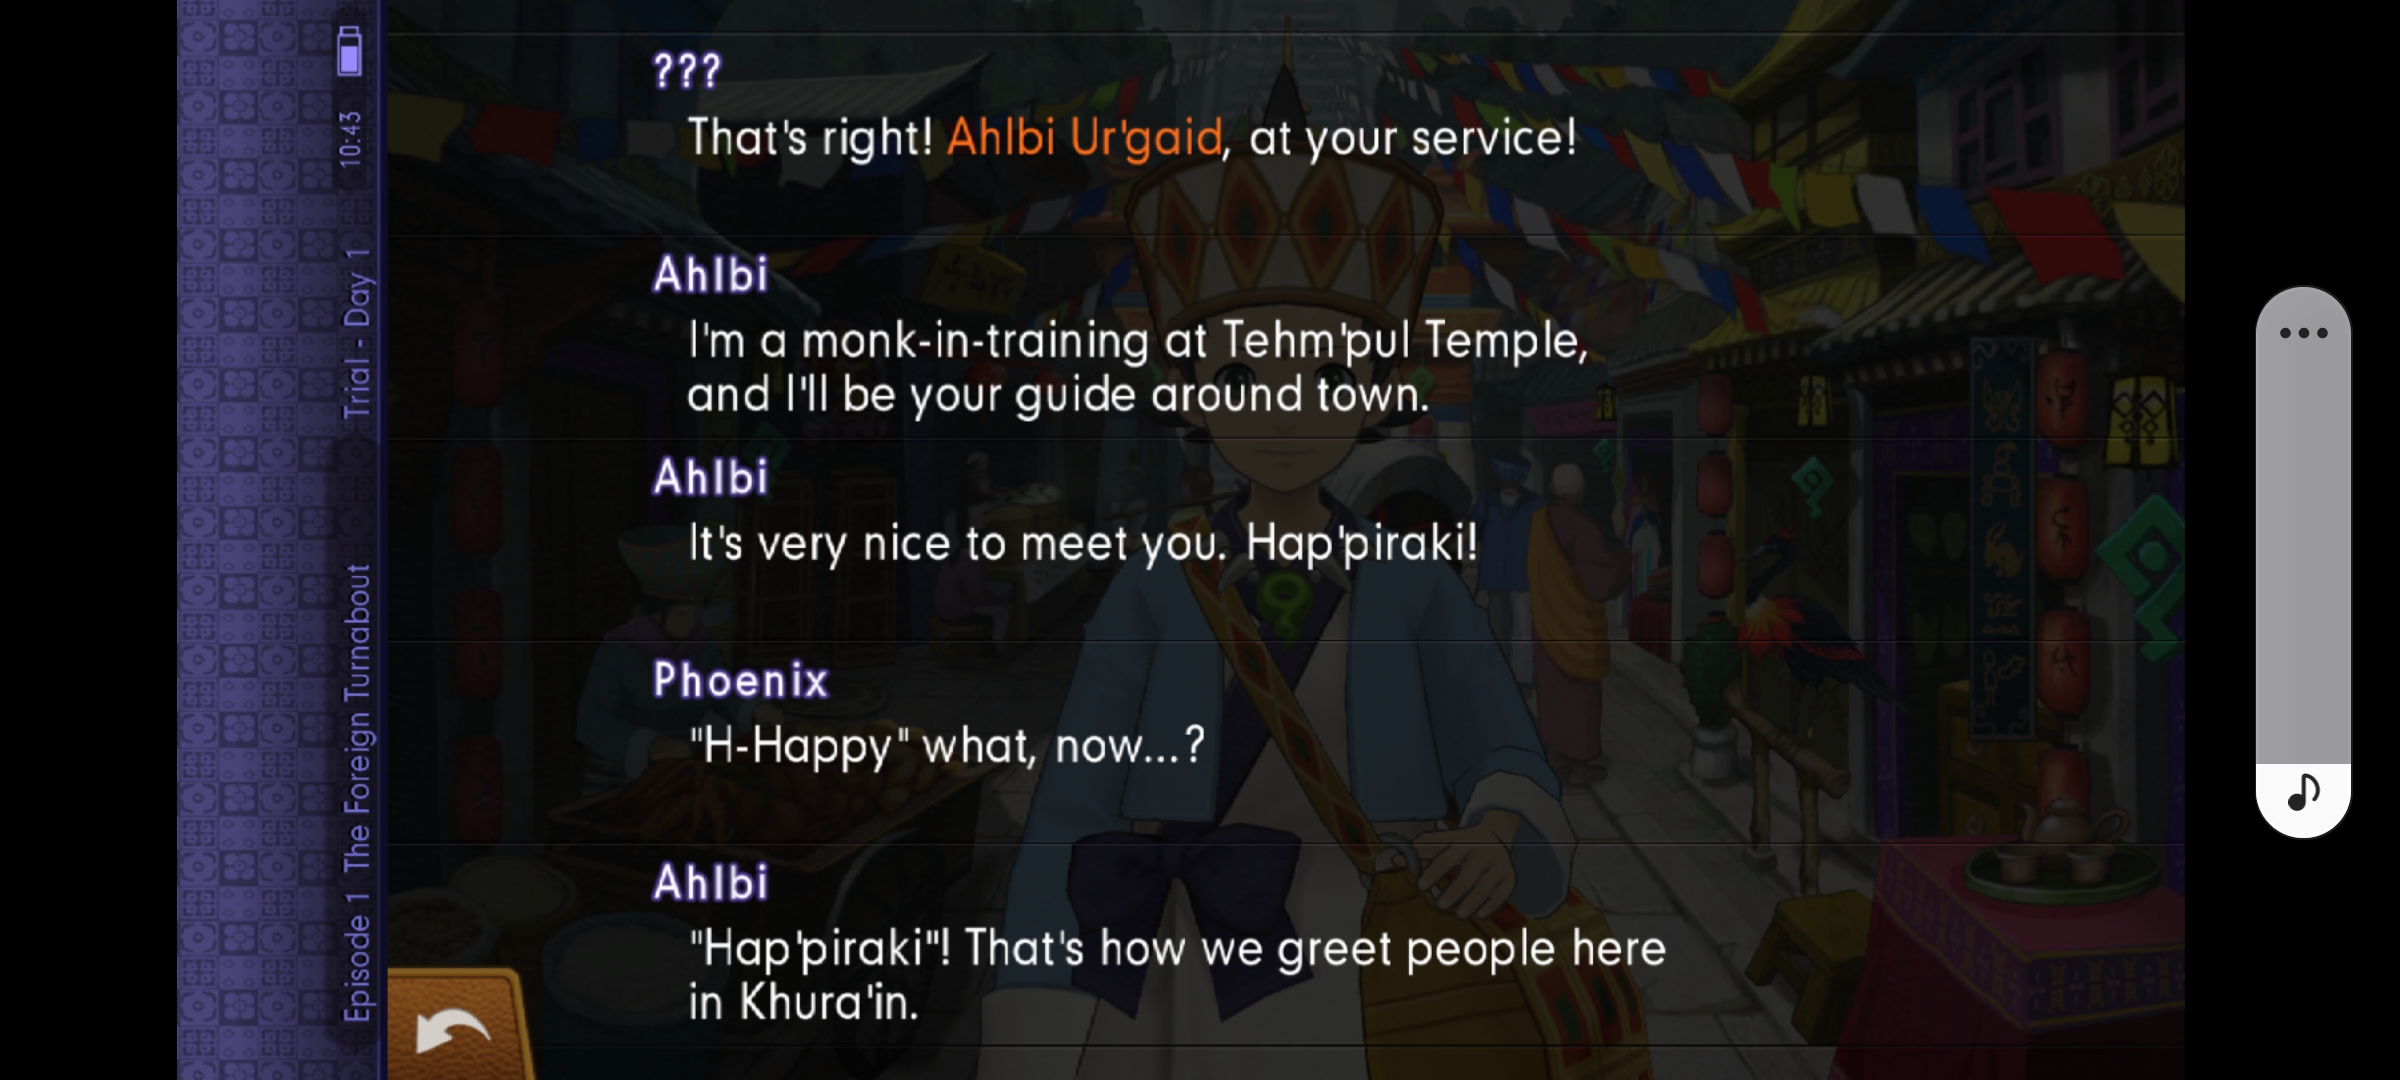 ???
That's right! Ahlbi Ur'gaid, at your service!
Ahlbi
I'm a monk-in-training at Tehm'pul Temple,
and I'll be your guide around town.
Ahlbi
It's very nice to meet you. Hap'piraki!
Phoenix
"H-Happy" what, now...?
Ahlbi
"Hap'piraki"! That's how we greet people here
in Khura'in.
Episode 1 The Foreign Turnabout
Trial - Day 1
10:43